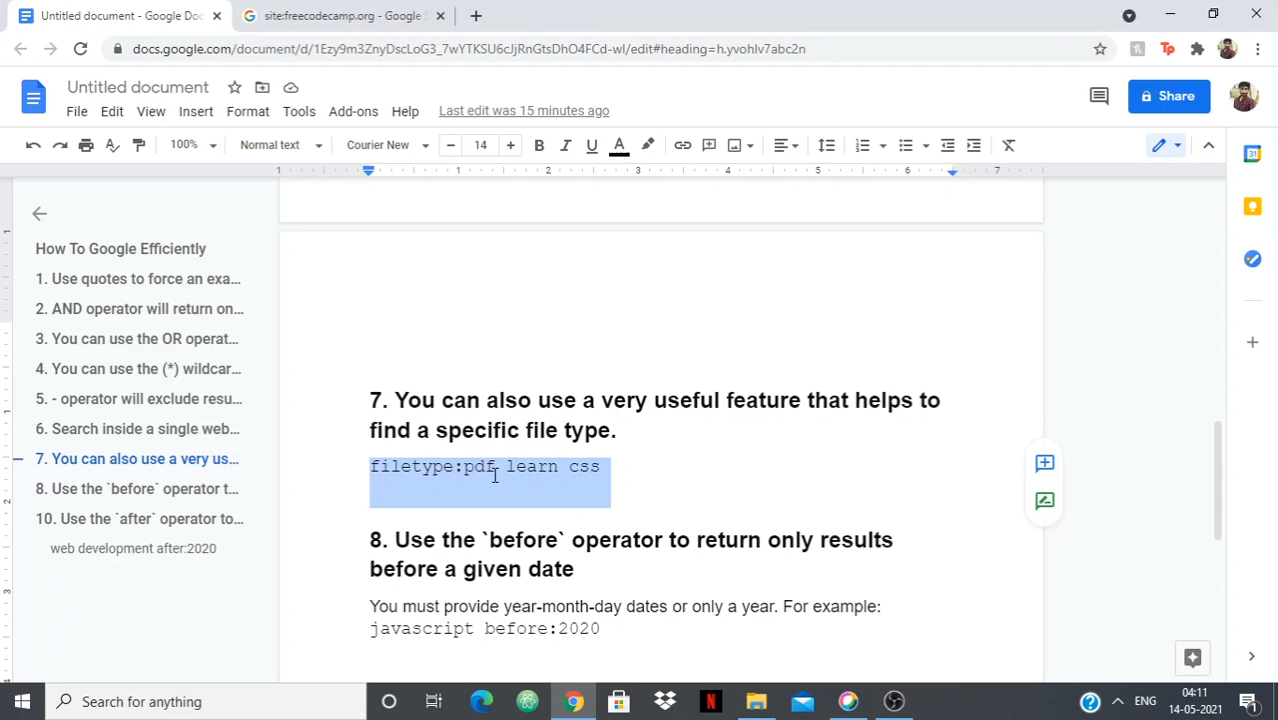 Untitled document - Google Doc
site:freecodecamp.org - Google S
docs.google.com/document/d/1Ezy9m3ZnyDscLoG3_7wYTKSU6cJjRnGtsDhO4FCd-wl/edit#heading=h.yvohlv7abc2n
Untitled document
File Edit View Insert Format Tools Add-ons Help Last edit was 15 minutes ago
Share
100% Normal text Courier New 14
1 1 2 3 4 5 6 7
How To Google Efficiently
1. Use quotes to force an exa...
2. AND operator will return on...
3. You can use the OR operat...
4. You can use the (*) wildcar...
5. - operator will exclude resu...
6. Search inside a single web...
7. You can also use a very us...
8. Use the `before` operator t...
10. Use the `after` operator to...
web development after:2020
7. You can also use a very useful feature that helps to
find a specific file type.
filetype:pdf learn css
8. Use the `before` operator to return only results
before a given date
You must provide year-month-day dates or only a year. For example:
javascript before:2020
Search for anything
ENG
04:11
14-05-2021